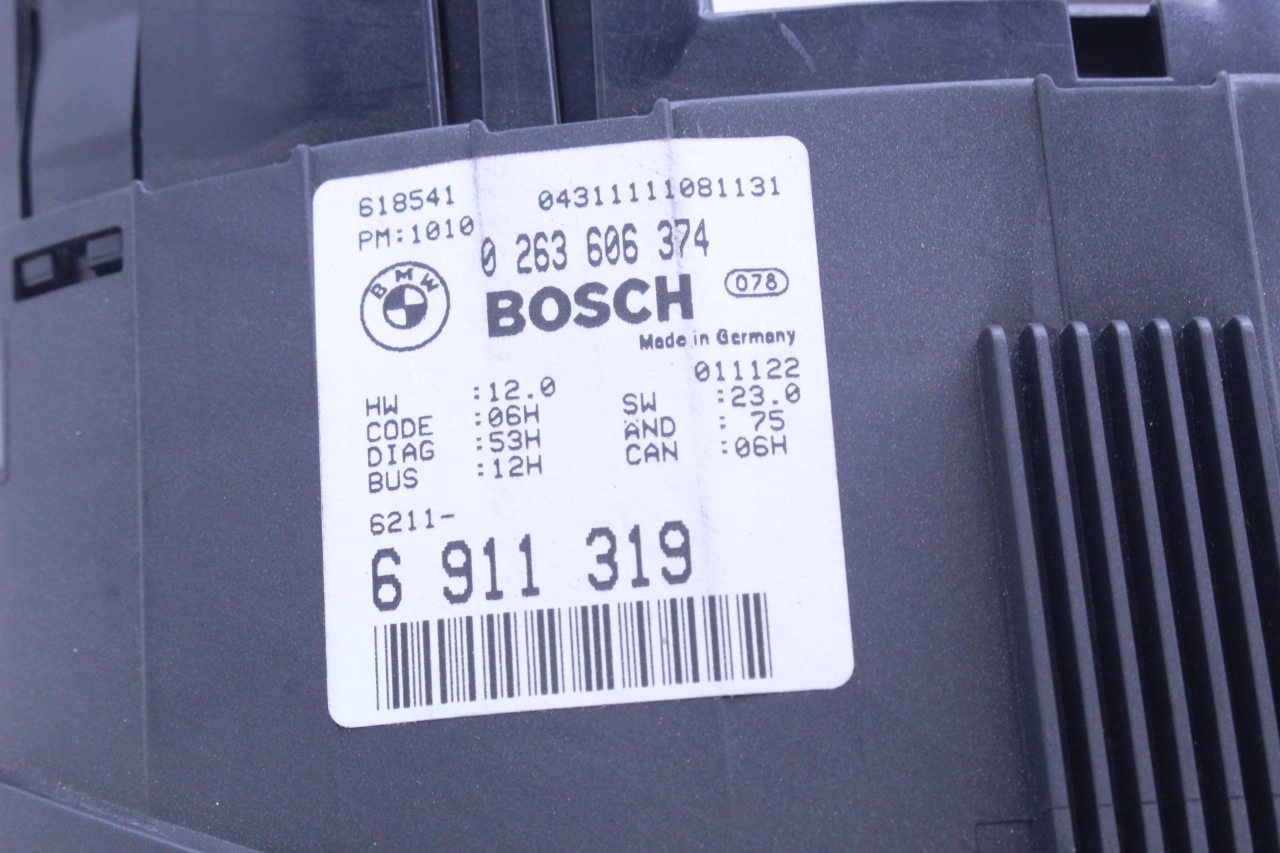 618541 04311111081131
PM:1010
0 263 606 374
BMW
BOSCH 078
Made in Germany
011122
HW :12.0 SW :23.0
CODE :06H AND : 75
DIAG :53H CAN :06H
BUS :12H
6211-
6 911 319